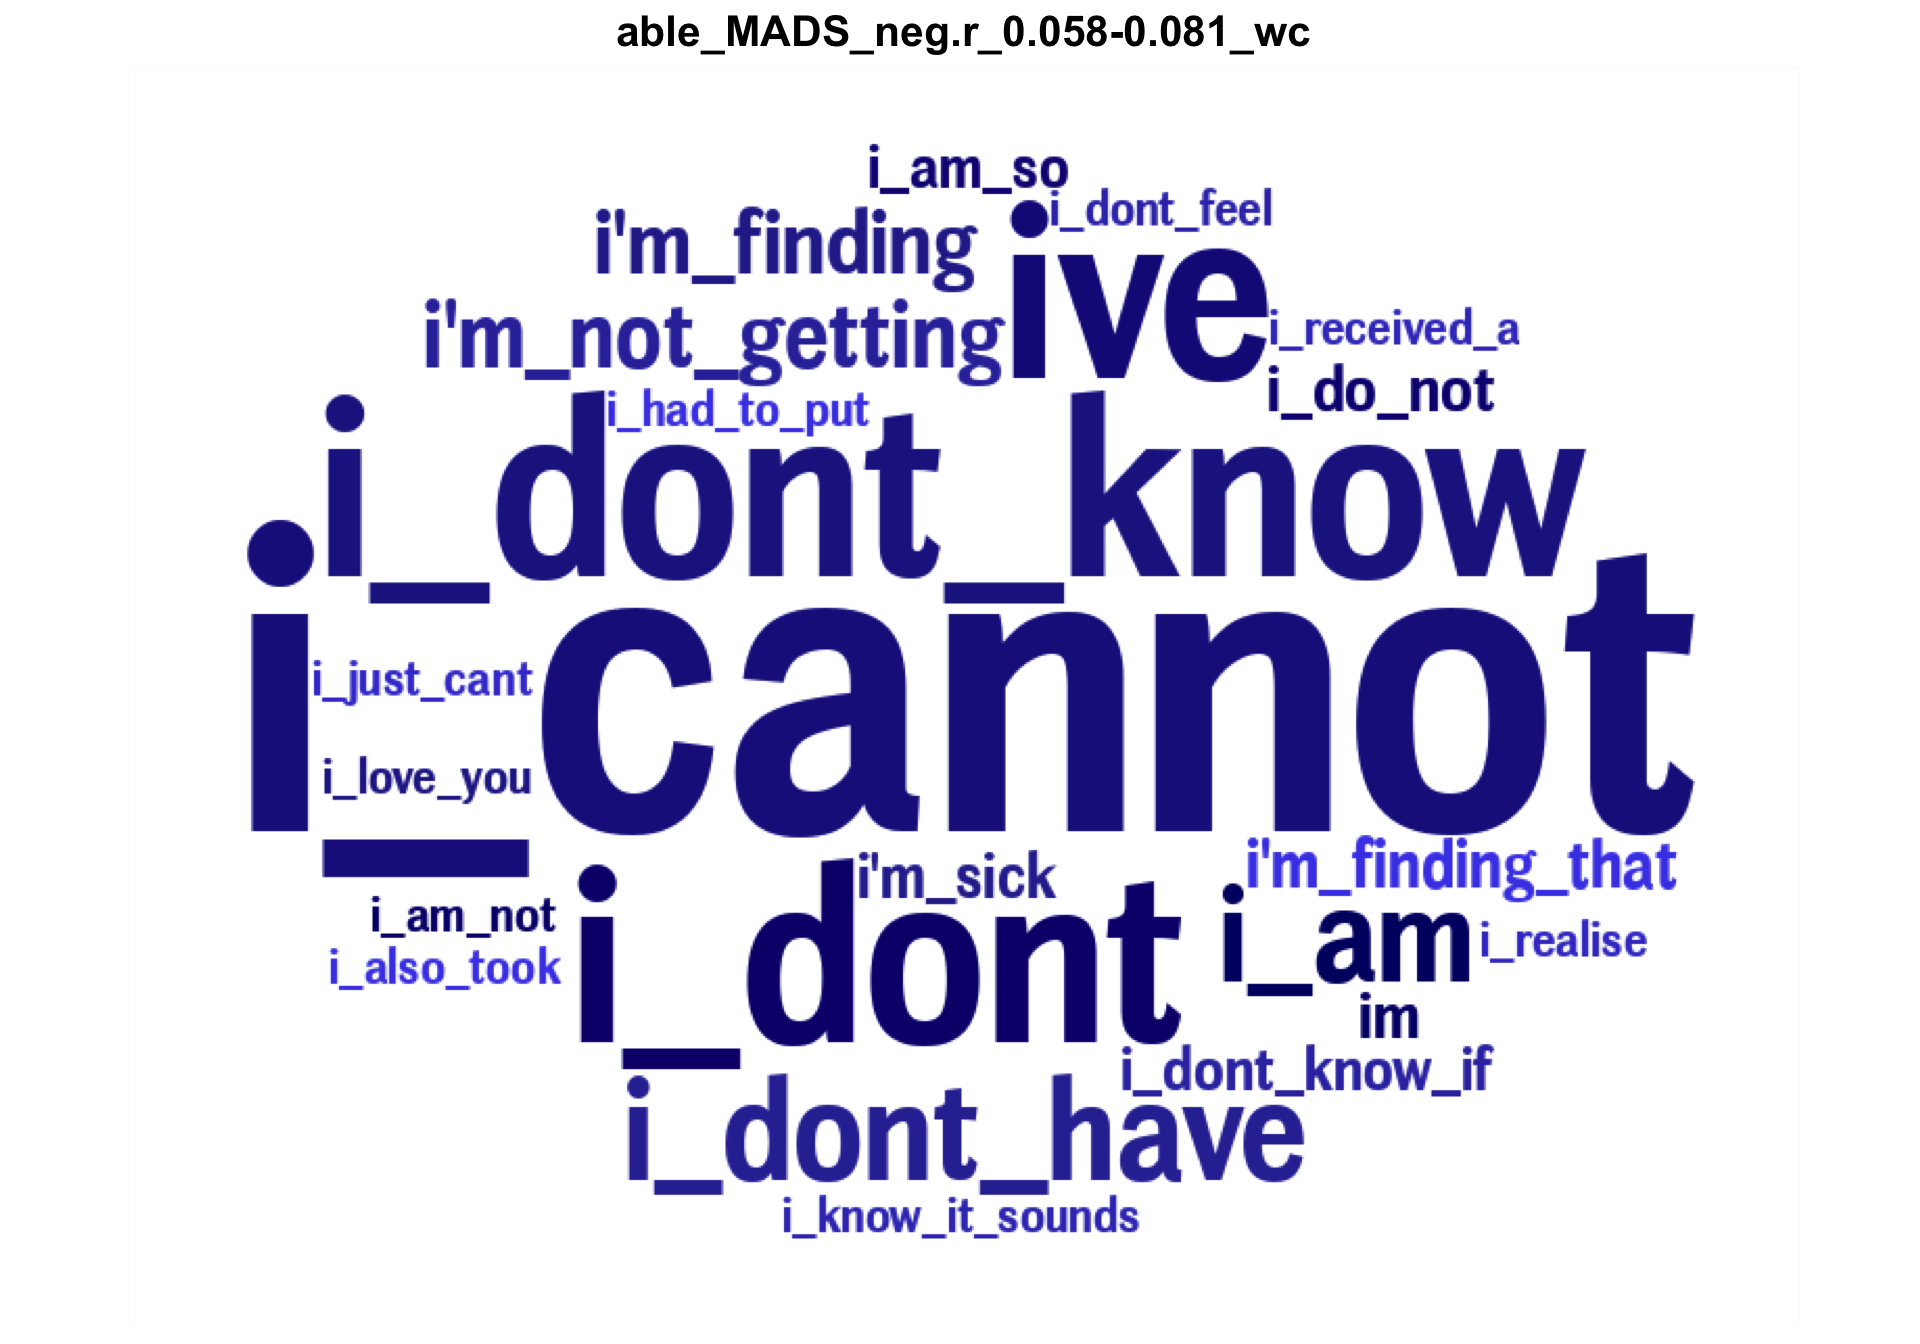 able_MADS_neg.r_0.058-0.081_wc
i_am_so
i_dont_feel
i'm_finding
ive
i'm_not_getting
i_received_a
i_do_not
i_had_to_put
i_dont_know
i_cannot
i_just_cant
i_love_you
i'm_sick
i'm_finding_that
i_am_not
i_dont
i_am
i_realise
i_also_took
im
i_dont_know_if
i_dont_have
i_know_it_sounds